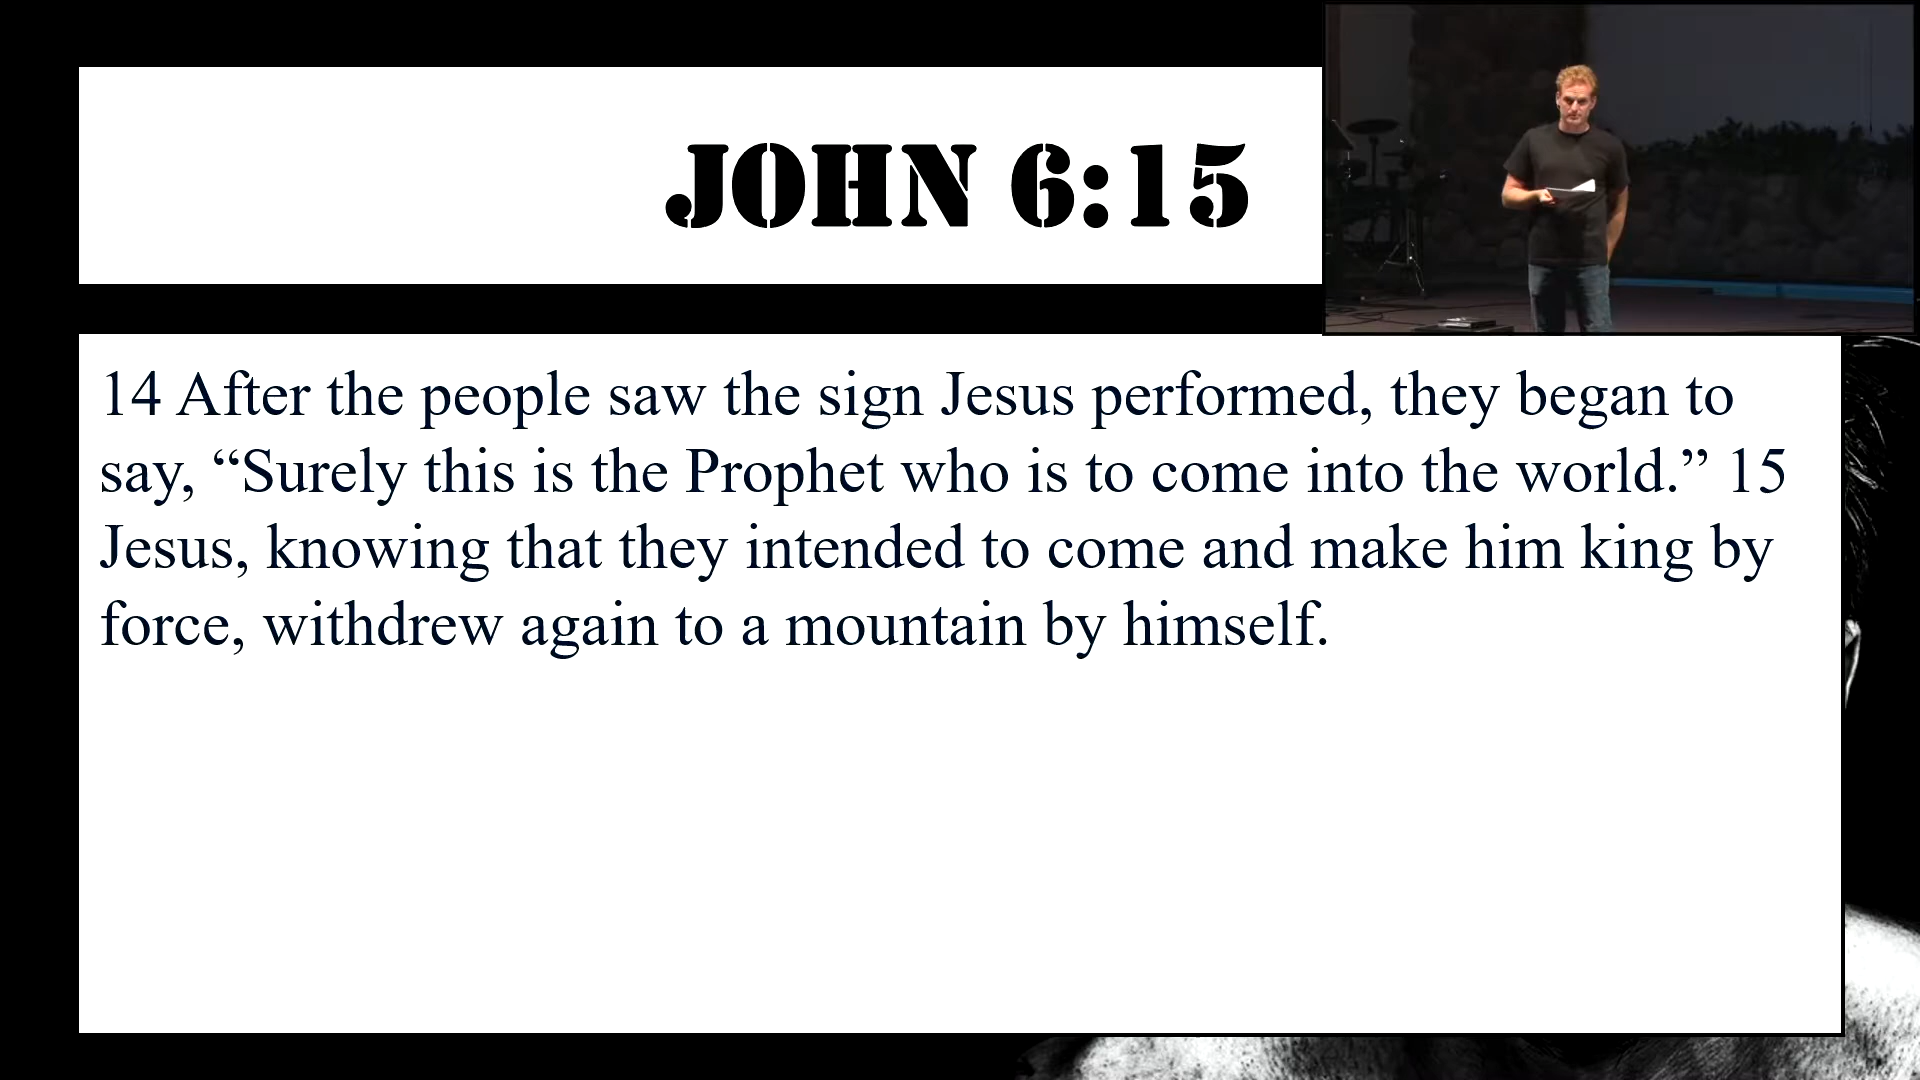 JOHN 6:15
14 After the people saw the sign Jesus performed, they began to
say, “Surely this is the Prophet who is to come into the world.” 15
Jesus, knowing that they intended to come and make him king by
force, withdrew again to a mountain by himself.